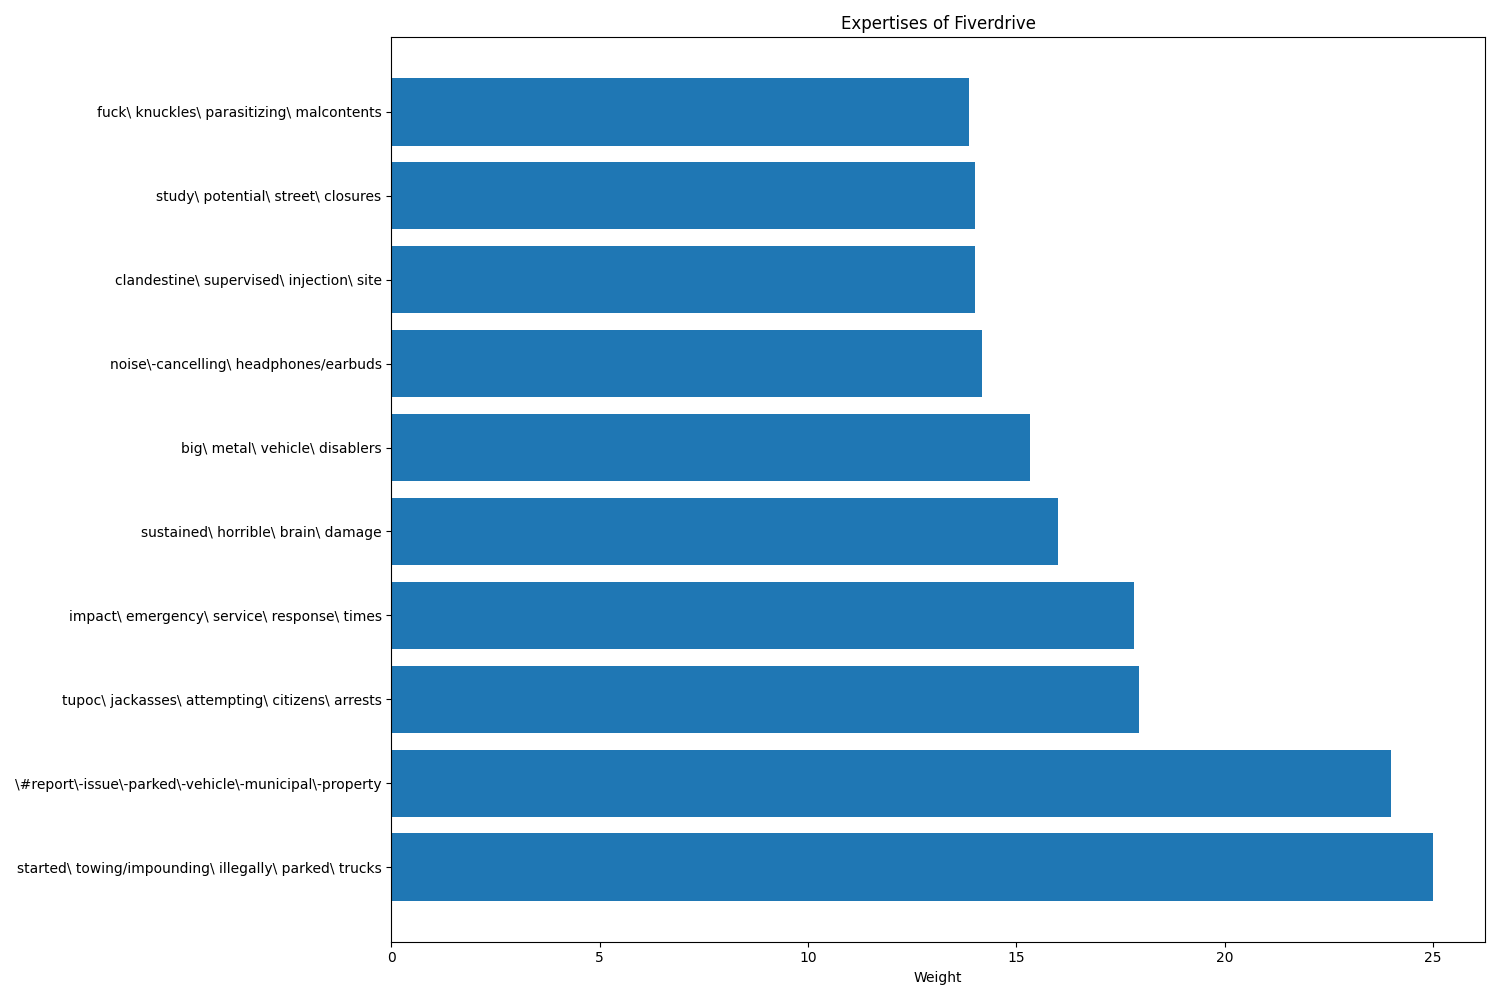 Expertises of Fiverdrive
fuck\ knuckles\ parasitizing\ malcontents
study\ potential\ street\ closures
clandestine\ supervised\ injection\ site
noise\-cancelling\ headphones/earbuds
big\ metal\ vehicle\ disablers
sustained\ horrible\ brain\ damage
impact\ emergency\ service\ response\ times
tupoc\ jackasses\ attempting\ citizens\ arrests
\#report\-issue\-parked\-vehicle\-municipal\-property
started\ towing/impounding\ illegally\ parked\ trucks
0 5 10 15 20 25
Weight